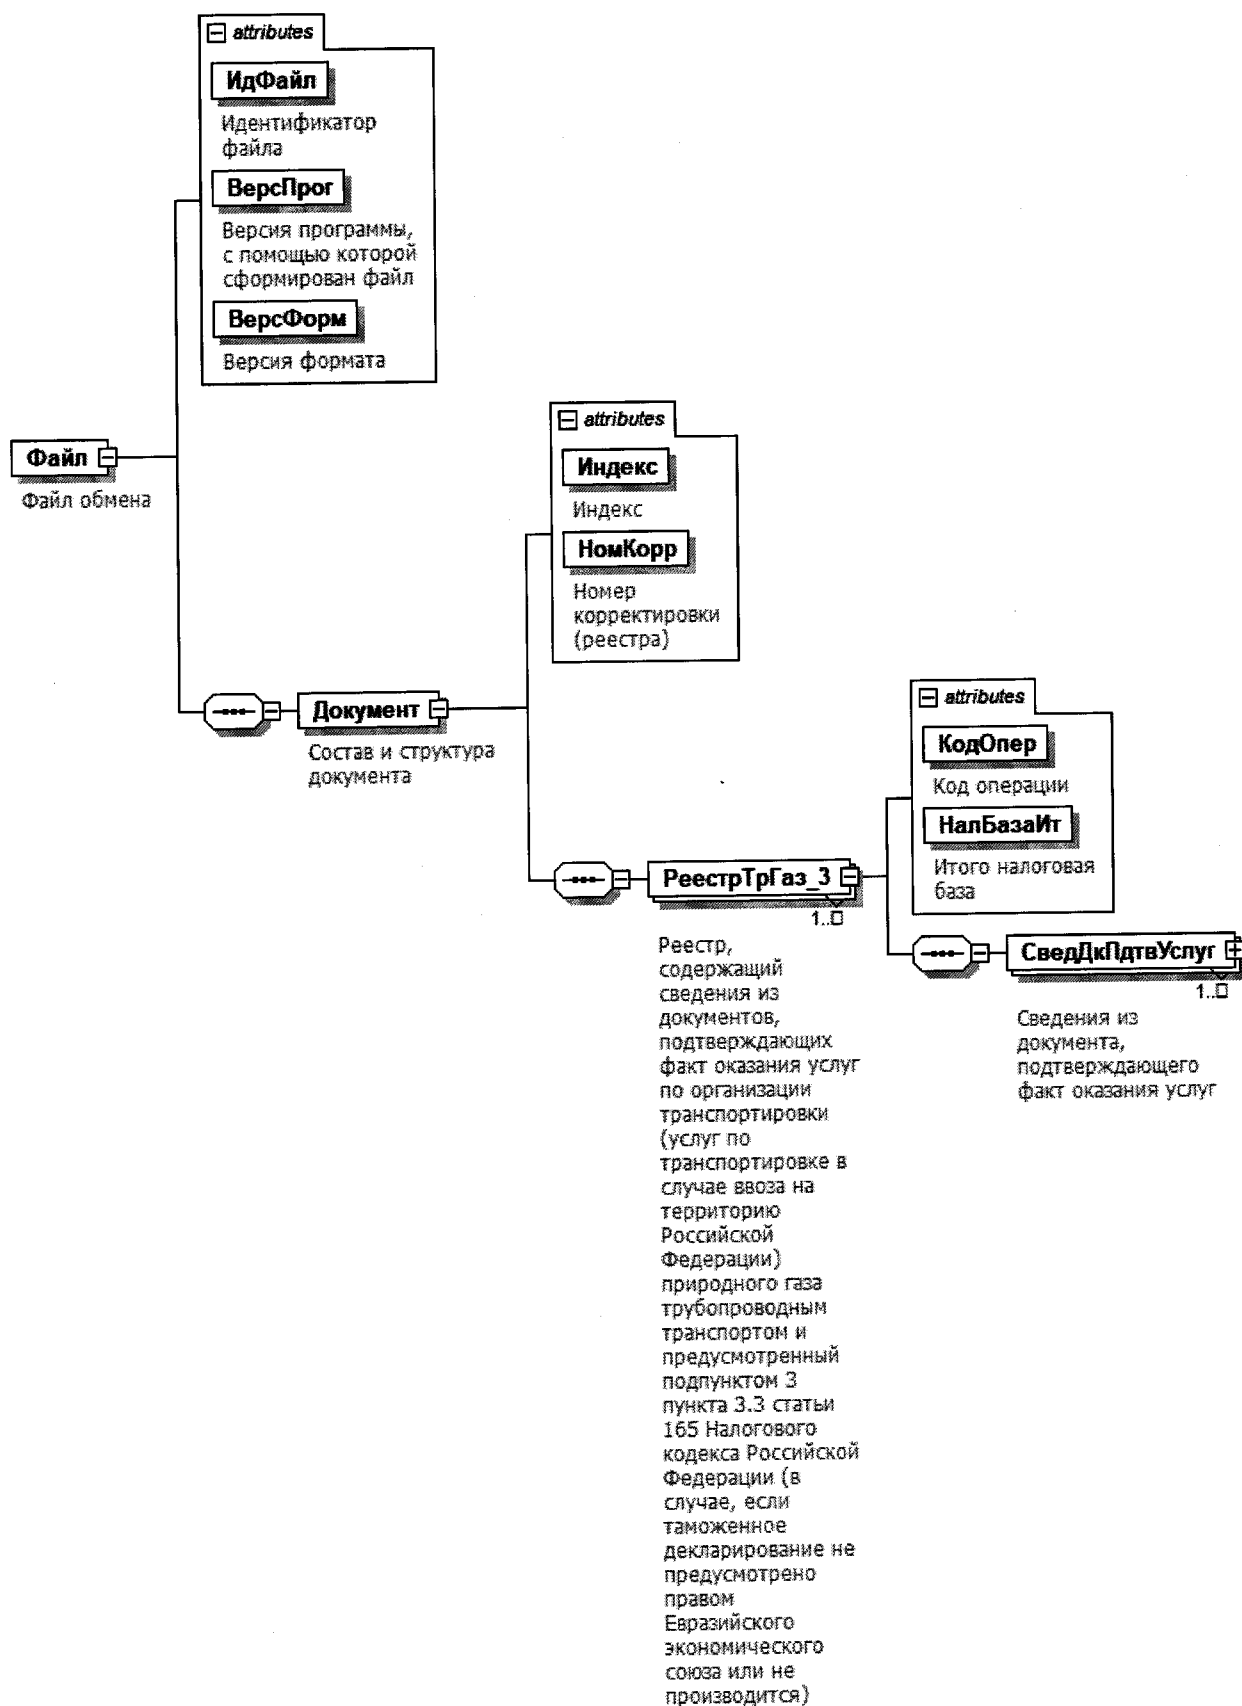 attributes
ИдФайл
Идентификатор
файла
ВерсПрог
Версия программы,
с помощью которой
сформирован файл
ВерсФорм
Версия формата
Файл
Файл обмена
attributes
Индекс
Индекс
НомКорр
Номер
корректировки
(реестра)
Документ
Состав и структура
документа
attributes
КодОпер
Код операции
НалБазаИт
Итого налоговая
база
РеестрТрГаз_3
1..
Реестр,
содержащий
сведения из
документов,
подтверждающих
факт оказания услуг
по организации
транспортировки
(услуг по
транспортировке в
случае ввоза на
территорию
Российской
Федерации)
природного газа
трубопроводным
транспортом и
предусмотренный
подпунктом 3
пункта 3.3 статьи
165 Налогового
кодекса Российской
Федерации (в
случае, если
таможенное
декларирование не
предусмотрено
правом
Евразийского
экономического
союза или не
производится)
СведДкПдтвУслуг
1..
Сведения из
документа,
подтверждающего
факт оказания услуг